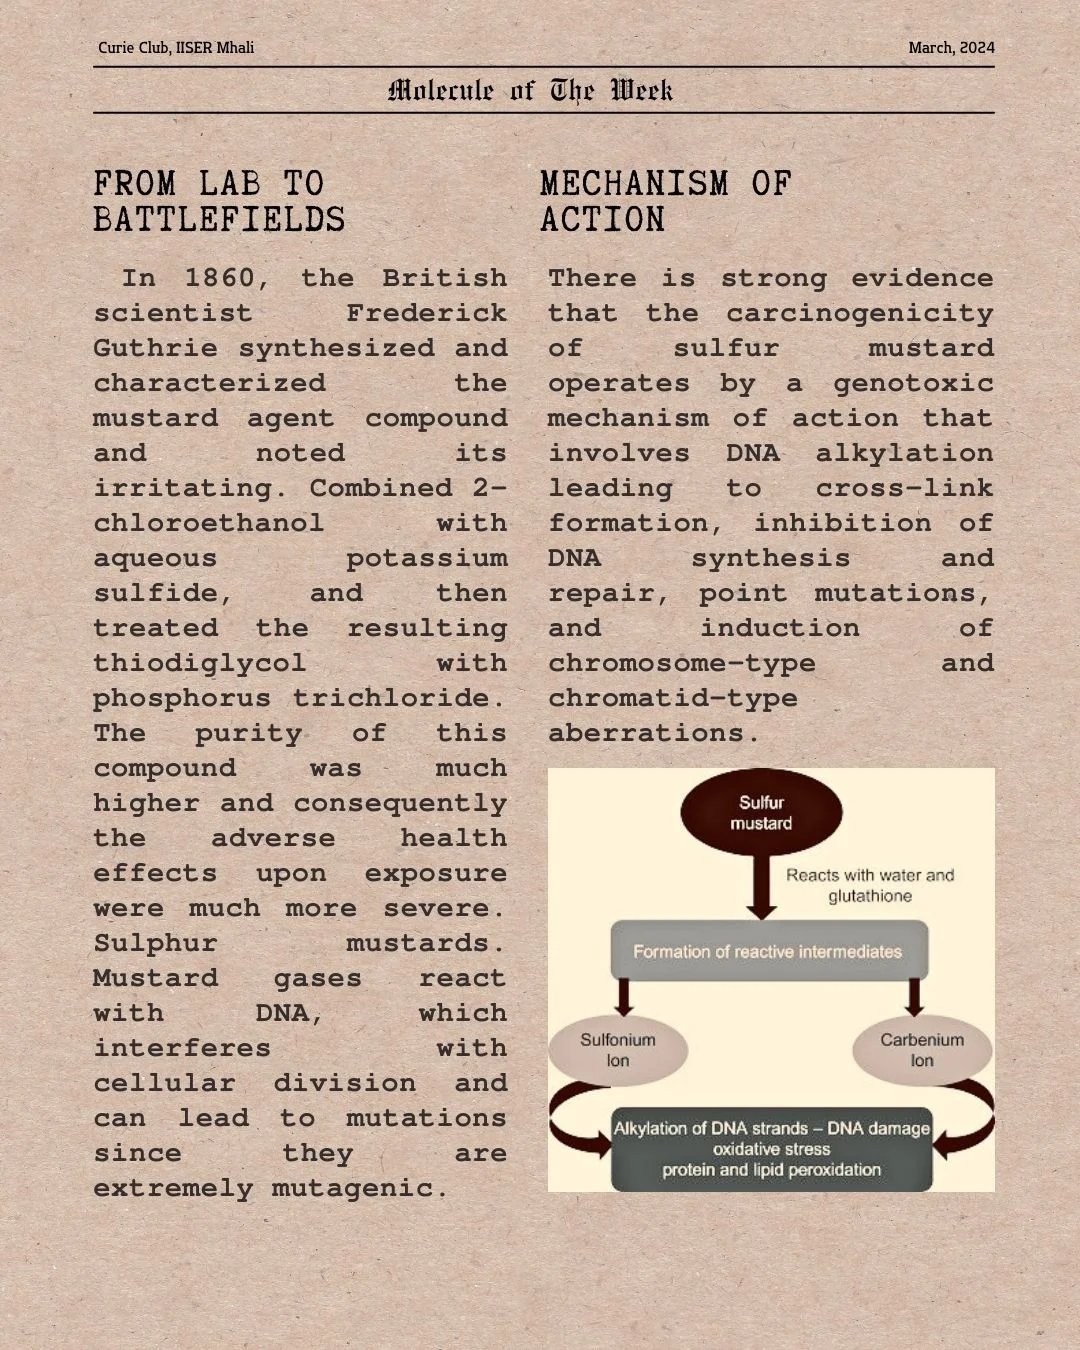 Curie Club, IISER Mhali
March, 2024
Molecule of The Week
FROM LAB TO
BATTLEFIELDS
In 1860, the British
scientist Frederick
Guthrie synthesized and
characterized the
mustard agent compound
and noted its
irritating. Combined 2-
chloroethanol with
aqueous potassium
sulfide, and then
treated the resulting
thiodiglycol with
phosphorus trichloride.
The purity of this
compound was much
higher and consequently
the adverse health
effects upon exposure
were much more severe.
Sulphur mustards.
Mustard gases react
with DNA, which
interferes with
cellular division and
can lead to mutations
since they are
extremely mutagenic.
MECHANISM OF
ACTION
There is strong evidence
that the carcinogenicity
of sulfur mustard
operates by a genotoxic
mechanism of action that
involves DNA alkylation
leading to cross-link
formation, inhibition of
DNA synthesis and
repair, point mutations,
and induction of
chromosome-type and
chromatid-type
aberrations.
Sulfur
mustard
Reacts with water and
glutathione
Formation of reactive intermediates
Sulfonium
Ion
Carbenium
Ion
Alkylation of DNA strands – DNA damage
oxidative stress
protein and lipid peroxidation